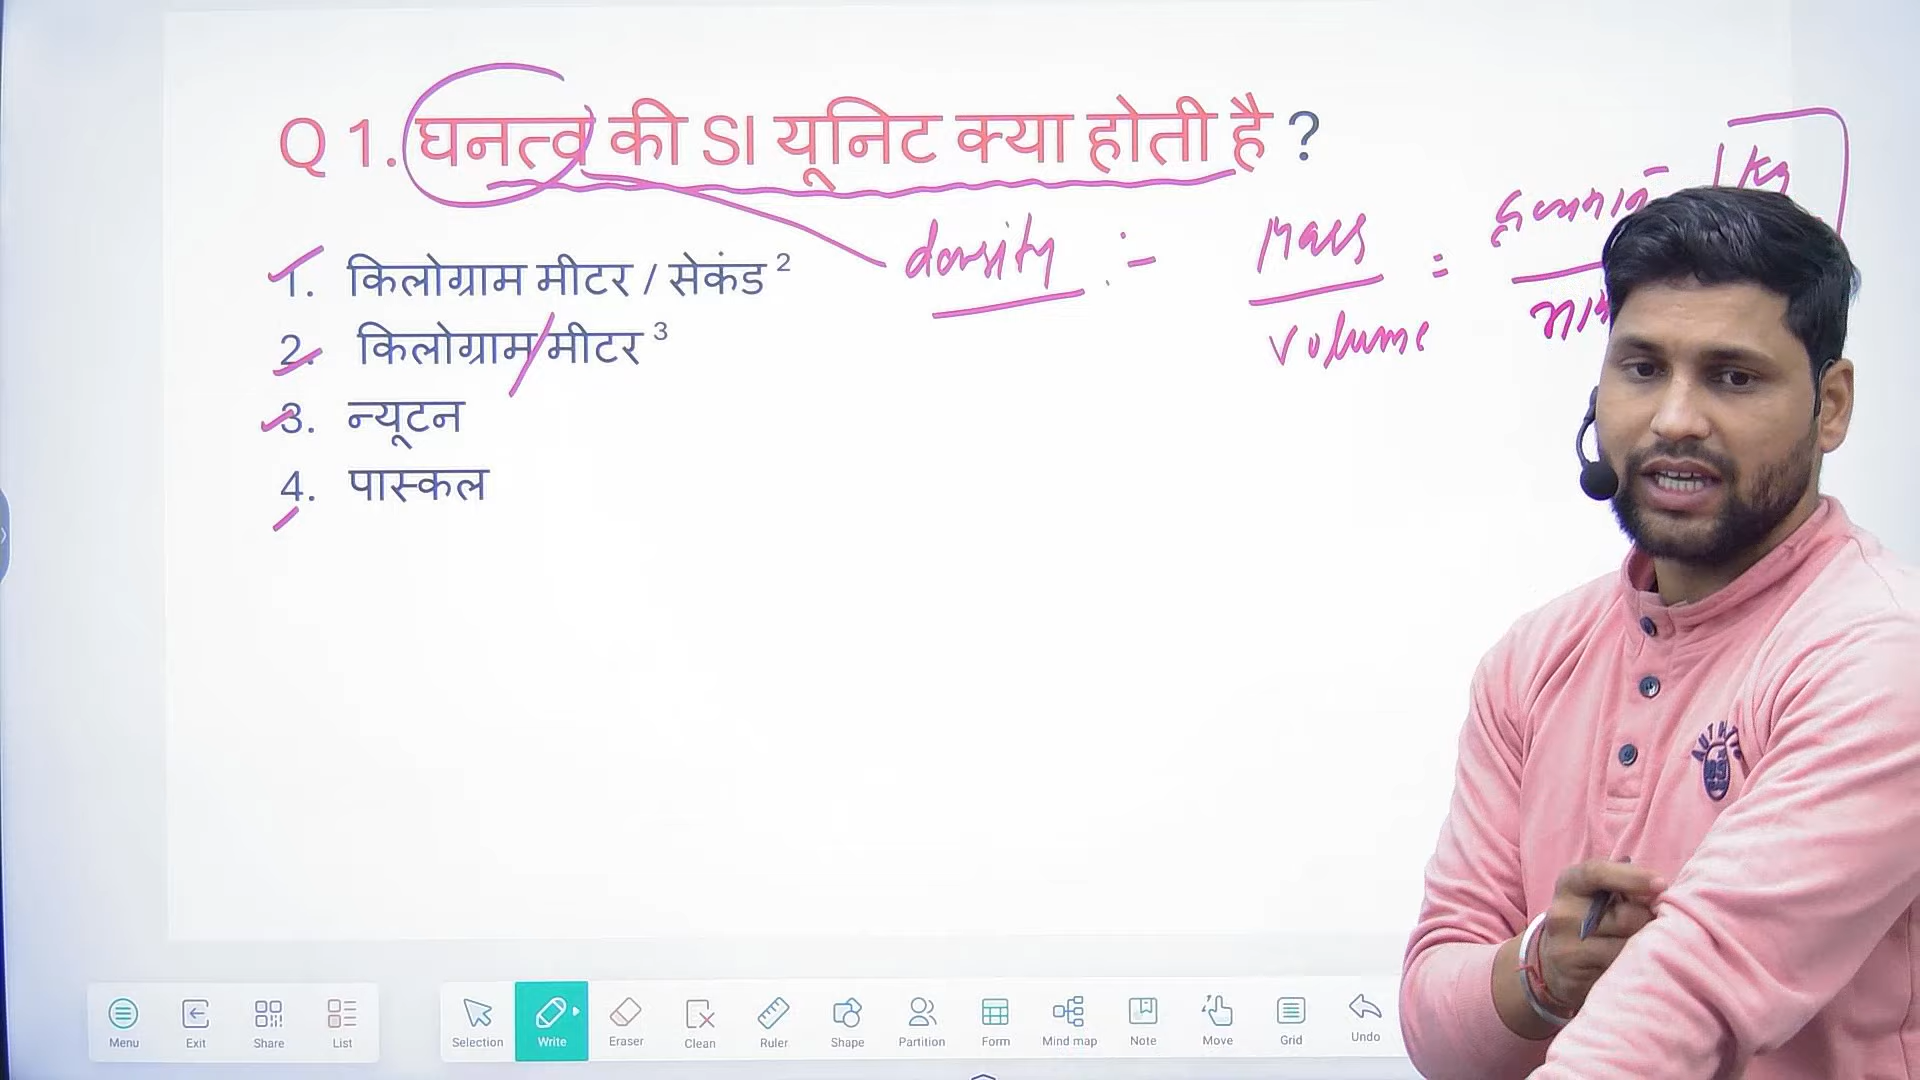 Q 1. घनत्व की SI यूनिट क्या होती है ?
1. किलोग्राम मीटर / सेकंड ²
2. किलोग्राम/मीटर ³
3. न्यूटन
4. पास्कल
density :- Mass =
Volume
kg
Menu Exit Share List Selection Write Eraser Clean Ruler Shape Partition Form Mind map Note Move Grid Undo